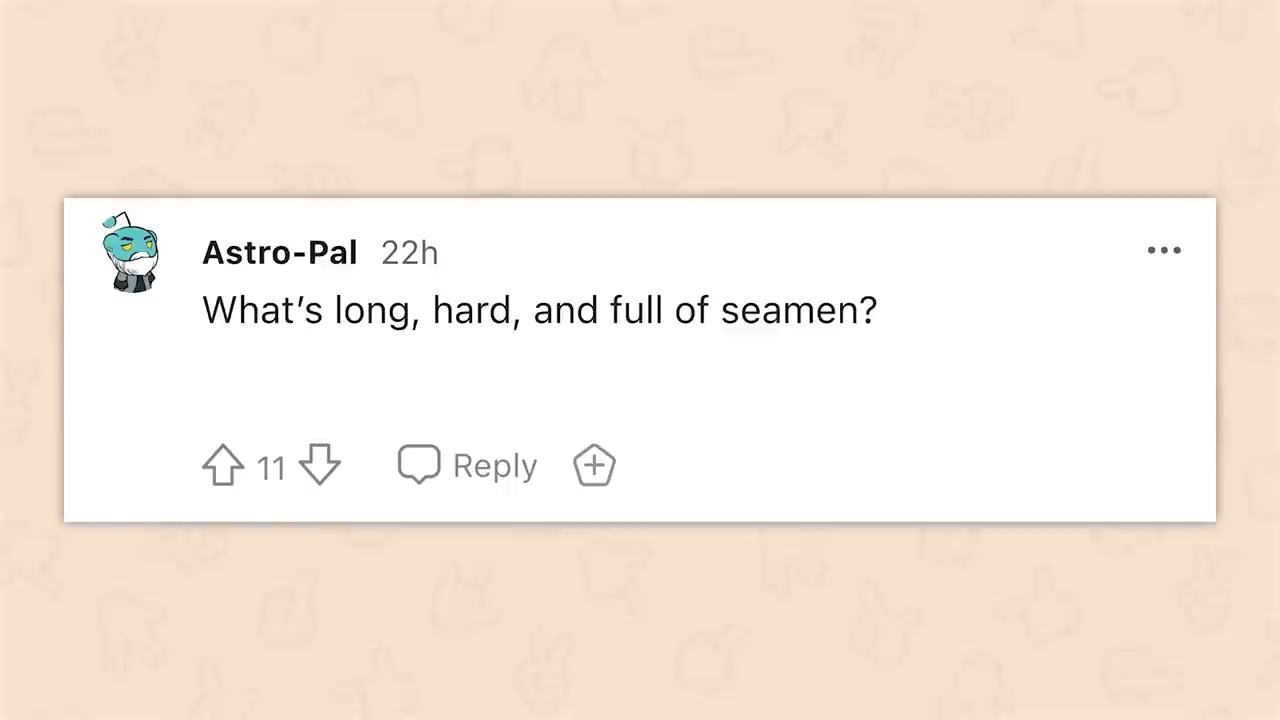 Astro-Pal 22h
What’s long, hard, and full of seamen?
11 Reply